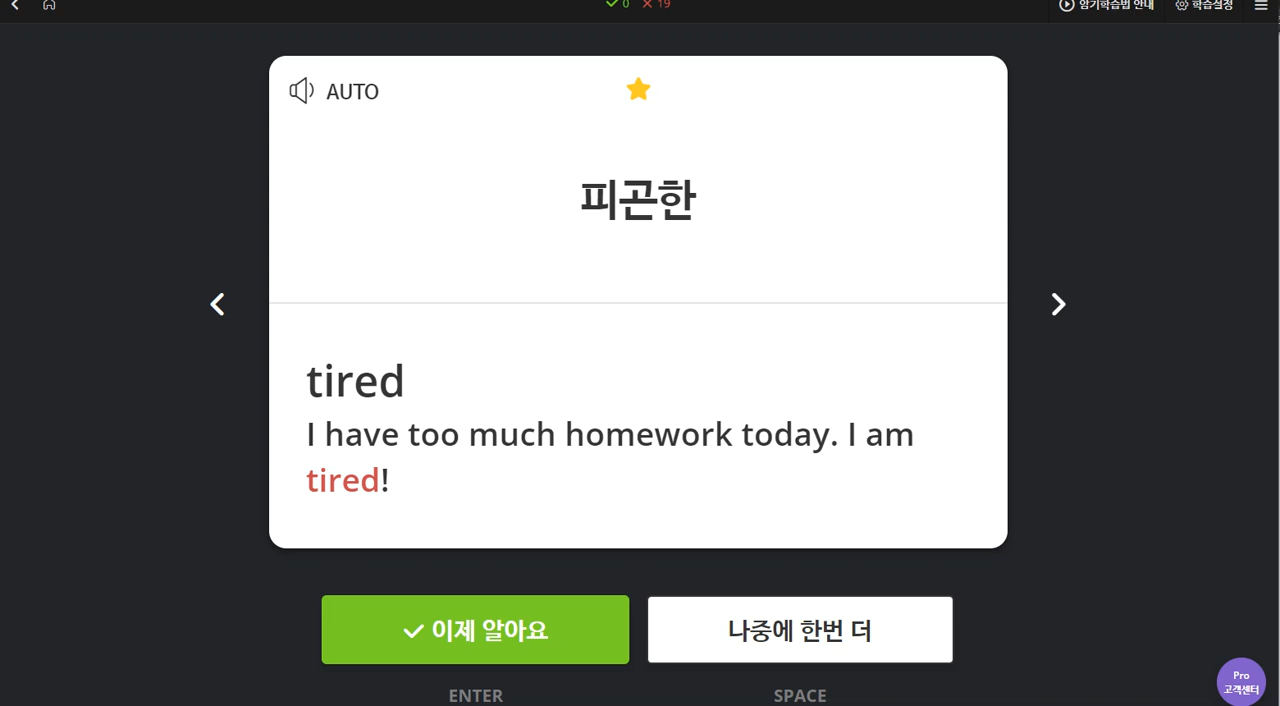 0 19 암기학습법 안내 학습설정
AUTO
피곤한
tired
I have too much homework today. I am
tired!
이제 알아요 나중에 한번 더
ENTER SPACE
Pro
고객센터